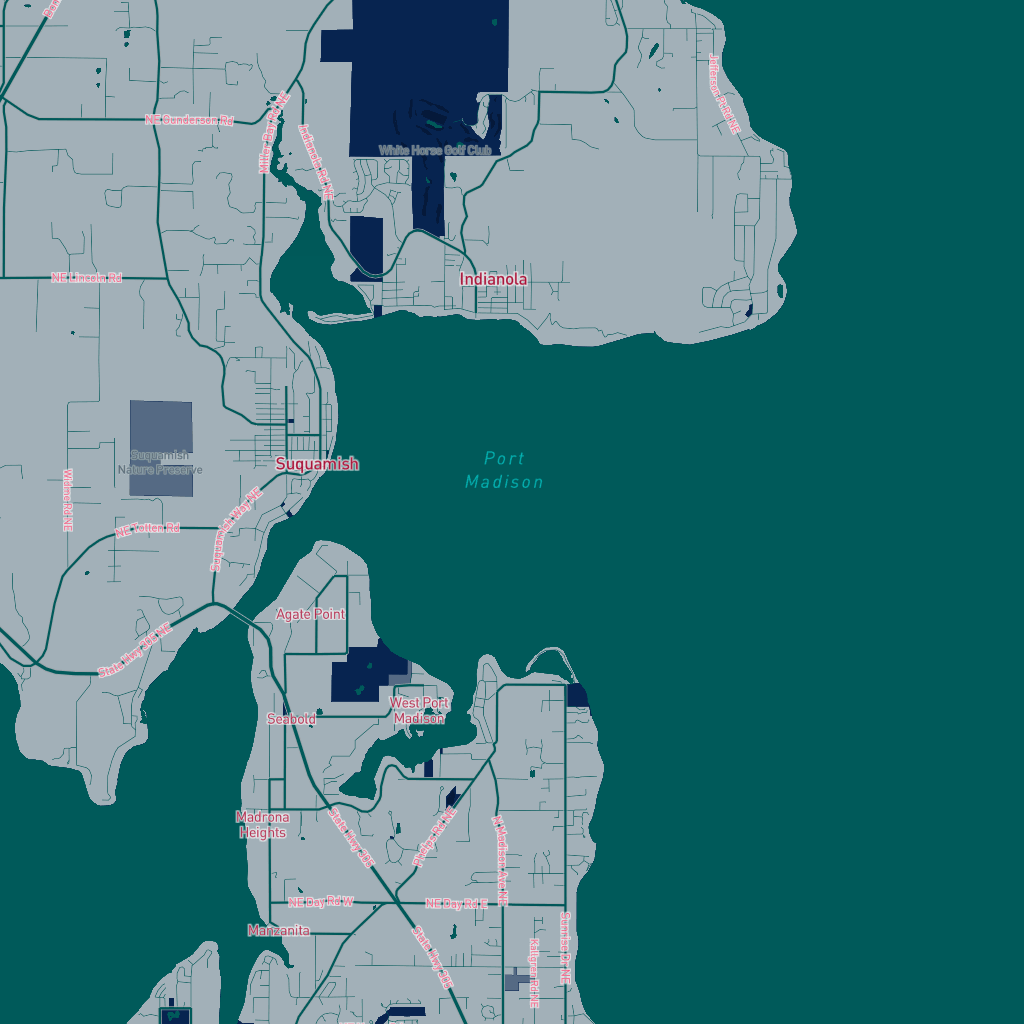 Jefferson Point Rd NE
NE Gunderson Rd
Miller Bay Rd NE
Indianola Rd NE
White Horse Golf Club
NE Lincoln Rd
Indianola
Suquamish
Nature Preserve
Suquamish
Port
Madison
Widme Rd NE
NE Totten Rd
Suquamish Way NE
Agate Point
State Hwy 305 NE
West Port
Madison
Seabold
Madrona
Heights
State Hwy 305
Phelps Rd NE
N Madison Ave NE
NE Day Rd W
NE Day Rd E
Manzanita
State Hwy 305
Kallgren Rd NE
Sunrise Dr NE